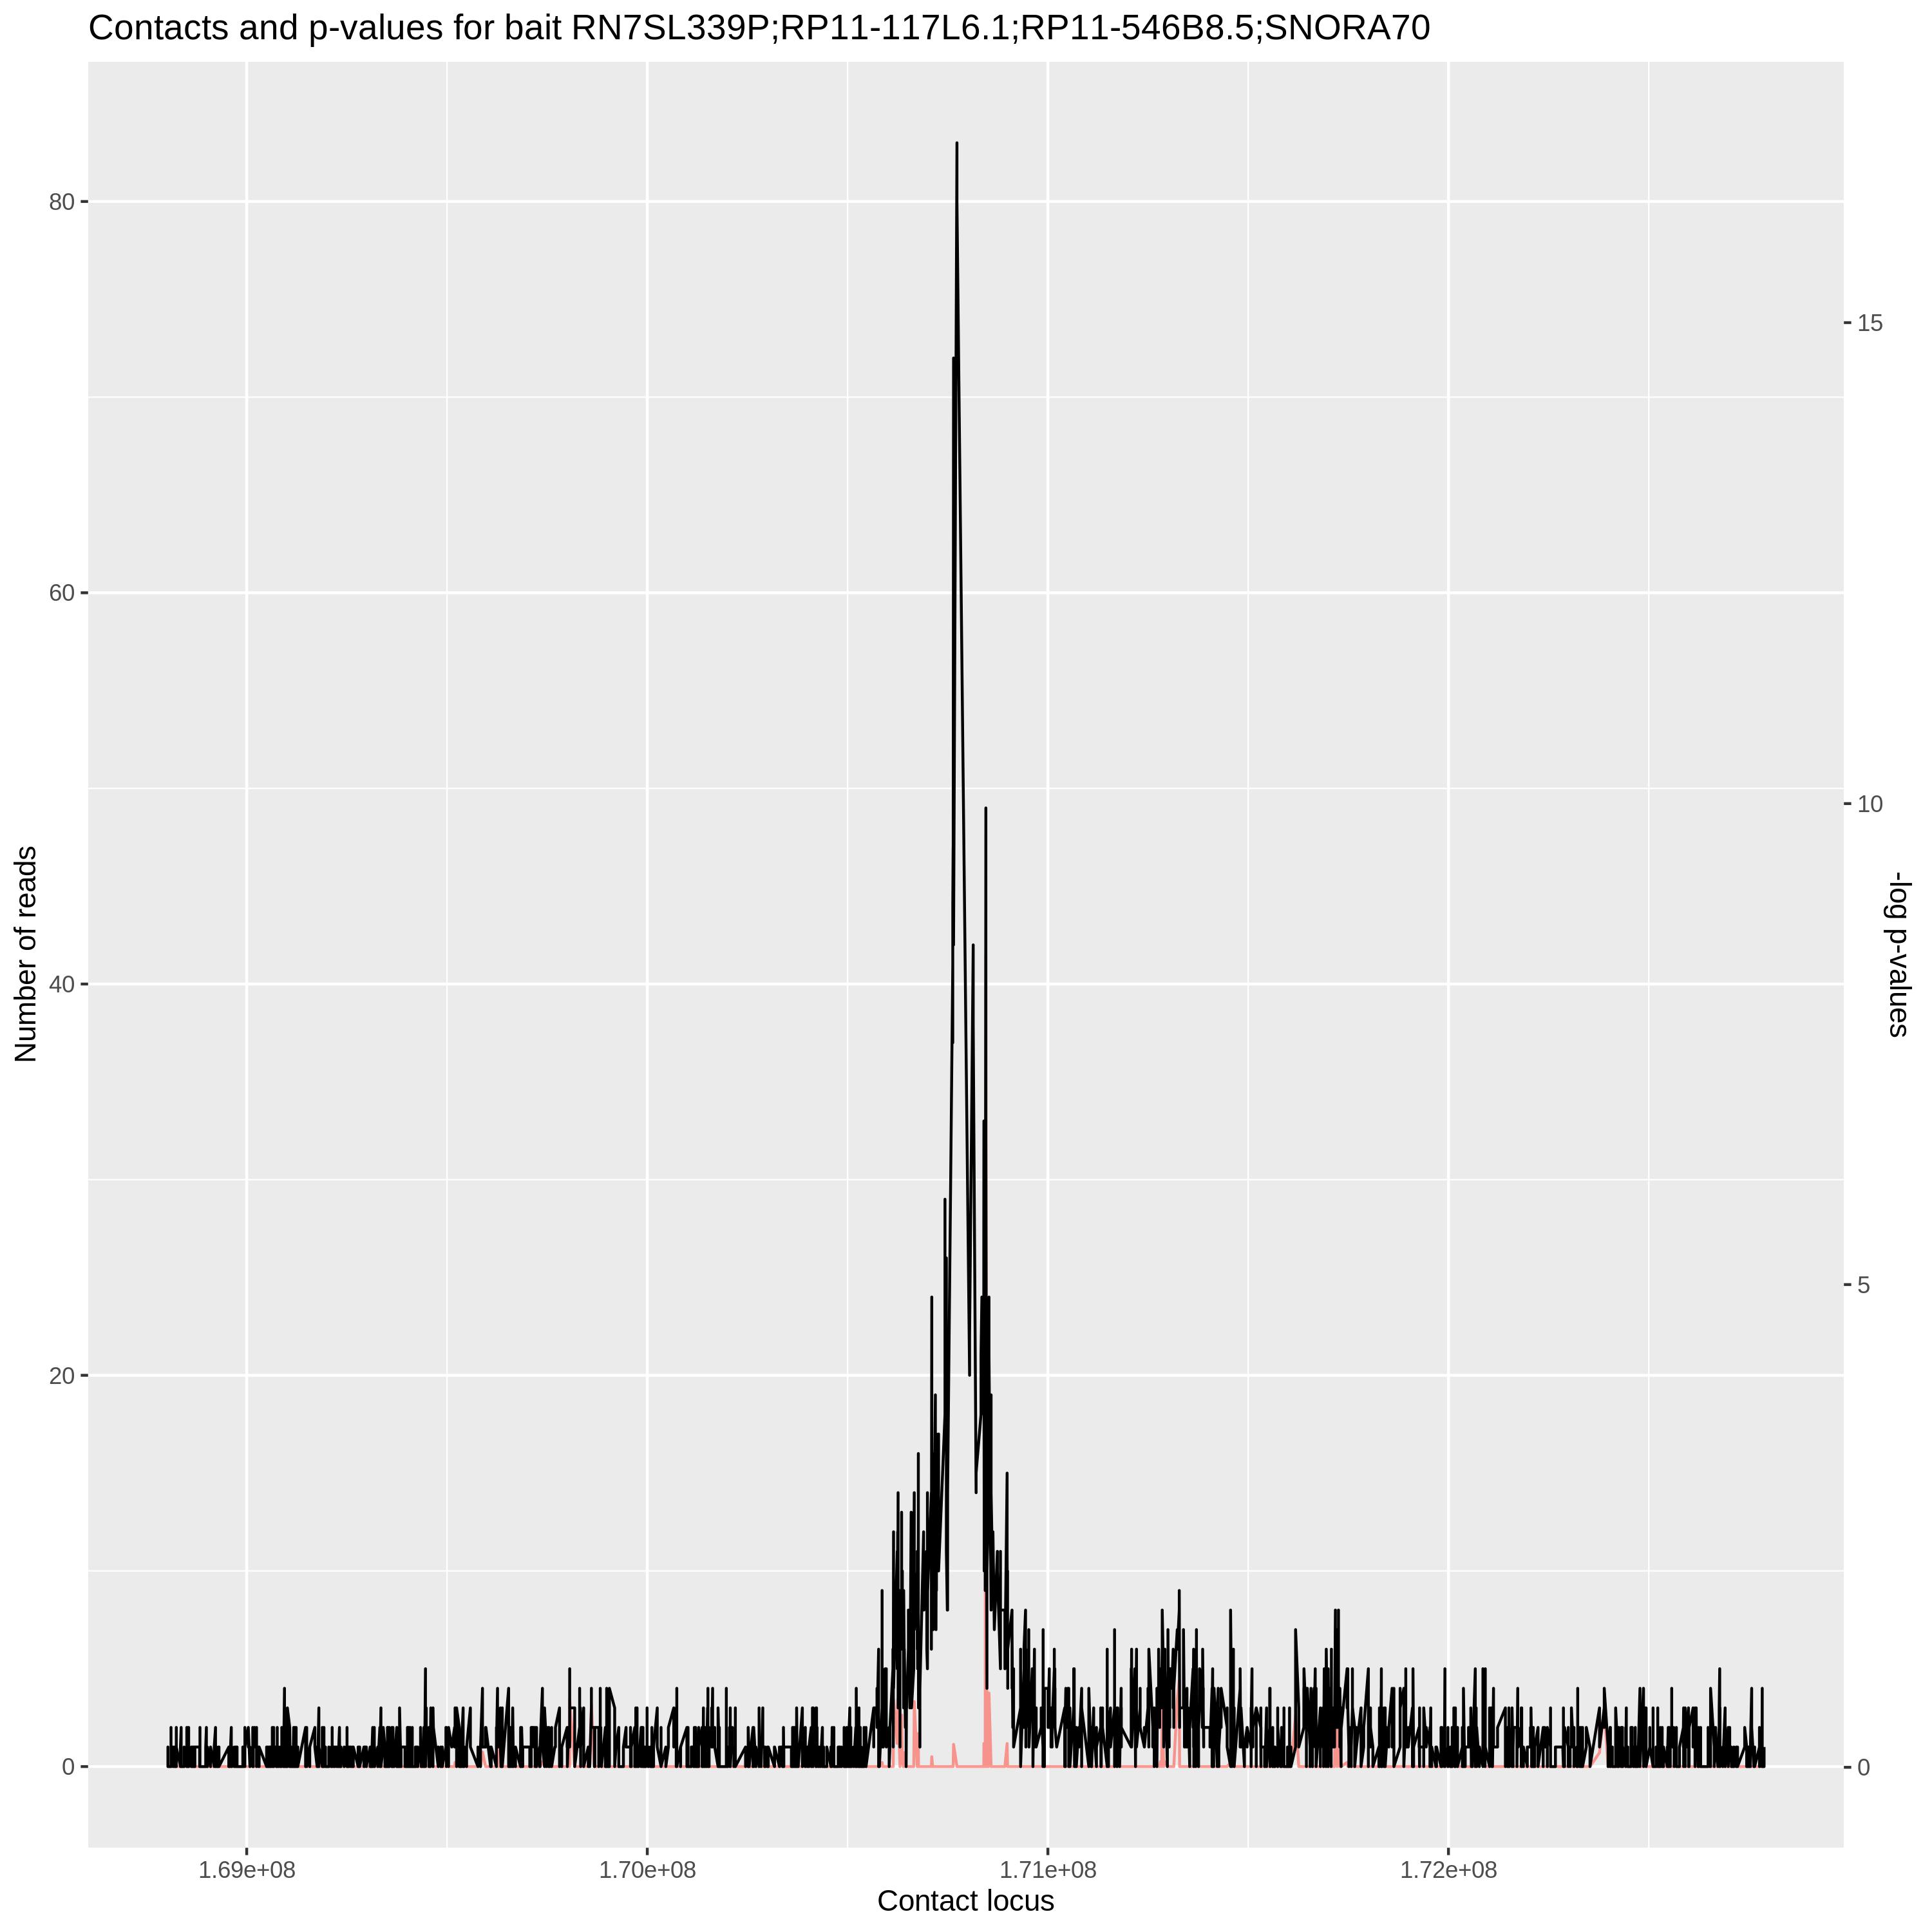 Contacts and p-values for bait RN7SL339P;RP11-117L6.1;RP11-546B8.5;SNORA70
80
60
40
20
0
Number of reads
15
10
5
0
-log p-values
1.69e+08 1.70e+08 1.71e+08 1.72e+08
Contact locus